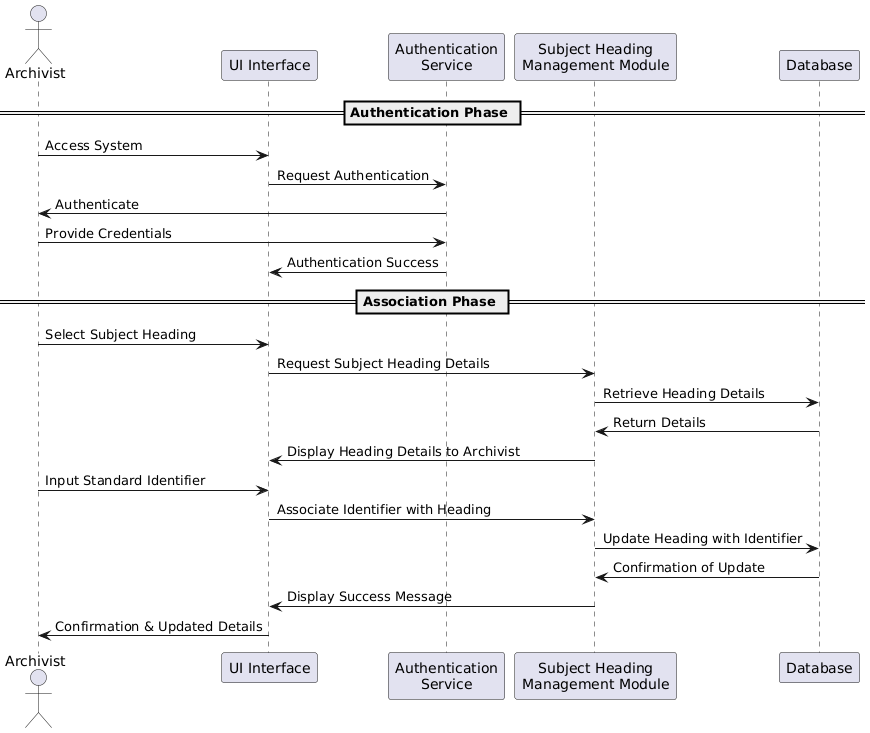 Archivist
UI Interface
Authentication
Service
Subject Heading
Management Module
Database
Authentication Phase
Access System
Request Authentication
Authenticate
Provide Credentials
Authentication Success
Association Phase
Select Subject Heading
Request Subject Heading Details
Retrieve Heading Details
Return Details
Display Heading Details to Archivist
Input Standard Identifier
Associate Identifier with Heading
Update Heading with Identifier
Confirmation of Update
Display Success Message
Confirmation & Updated Details
Archivist
UI Interface
Authentication
Service
Subject Heading
Management Module
Database